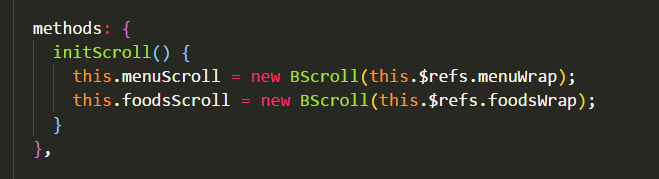 methods: {
initScroll() {
this.menuScroll = new BScroll(this.$refs.menuWrap);
this.foodsScroll = new BScroll(this.$refs.foodsWrap);
}
},